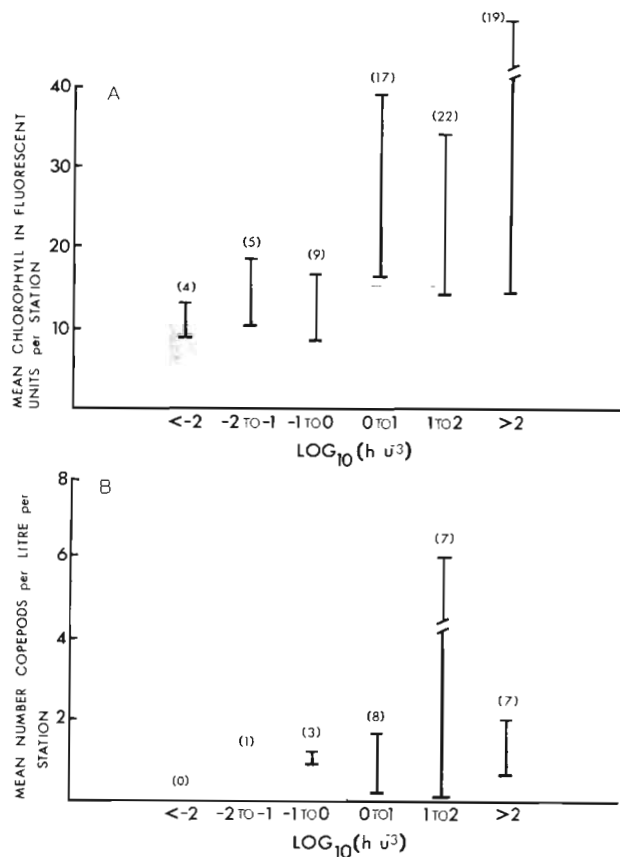 A
MEAN CHLOROPHYLL IN FLUORESCENT
UNITS per STATION
40
30
20
10
(4)
(5)
(9)
(17)
(22)
(19)
<-2
-2 TO -1
-1 TO 0
0 TO 1
1 TO 2
>2
LOG₁₀(h ū³)
B
MEAN NUMBER COPEPODS per LITRE per
STATION
8
6
4
2
(0)
(1)
(3)
(8)
(7)
(7)
<-2
-2 TO -1
-1 TO 0
0 TO 1
1 TO 2
>2
LOG₁₀(h ū³)